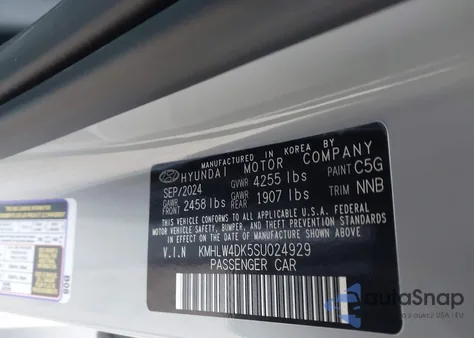 MANUFACTURED IN KOREA BY
HYUNDAI MOTOR COMPANY
SEP/2024 GVWR 4255 lbs PAINT C5G
GAWR FRONT 2458 lbs GAWR REAR 1907 lbs TRIM NNB
THIS VEHICLE CONFORMS TO ALL APPLICABLE U.S.A. FEDERAL
MOTOR VEHICLE SAFETY, BUMPER, AND THEFT PREVENTION STANDARDS
IN EFFECT ON THE DATE OF MANUFACTURE SHOWN ABOVE.
V.I.N KMHLW4DK5SU024929
PASSENGER CAR
B08
autaSnap